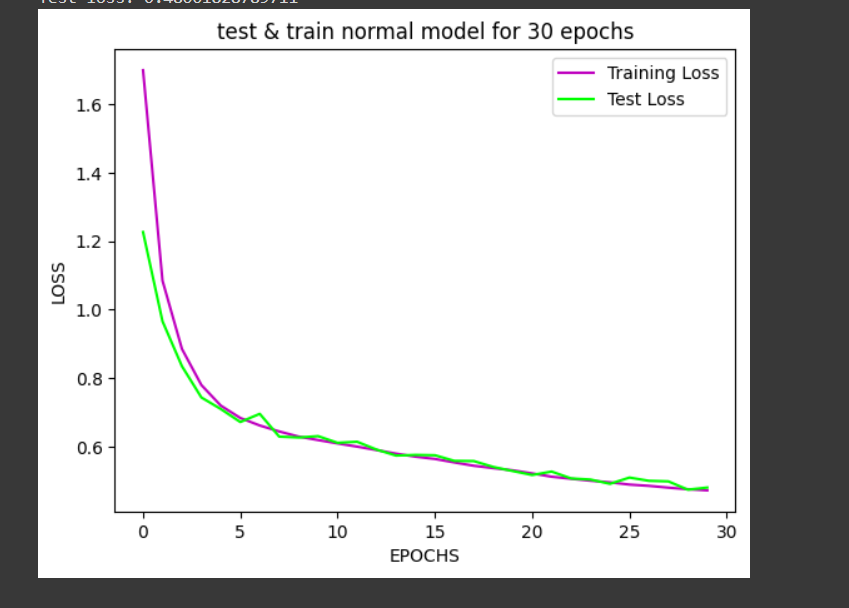 test & train normal model for 30 epochs
Training Loss
Test Loss
LOSS
1.6
1.4
1.2
1.0
0.8
0.6
0
5
10
15
20
25
30
EPOCHS